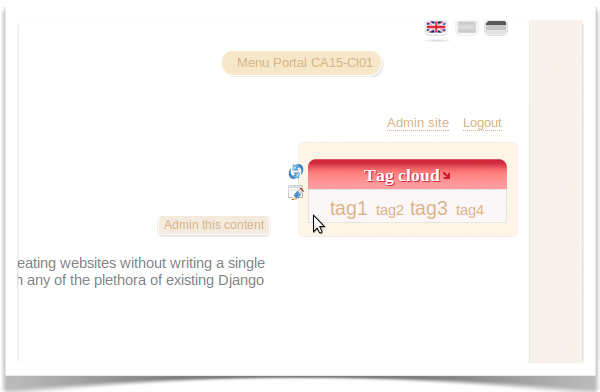 Menu Portal CA15-Cl01
Admin site Logout
Tag cloud
tag1 tag2 tag3 tag4
Admin this content
eating websites without writing a single
any of the plethora of existing Django